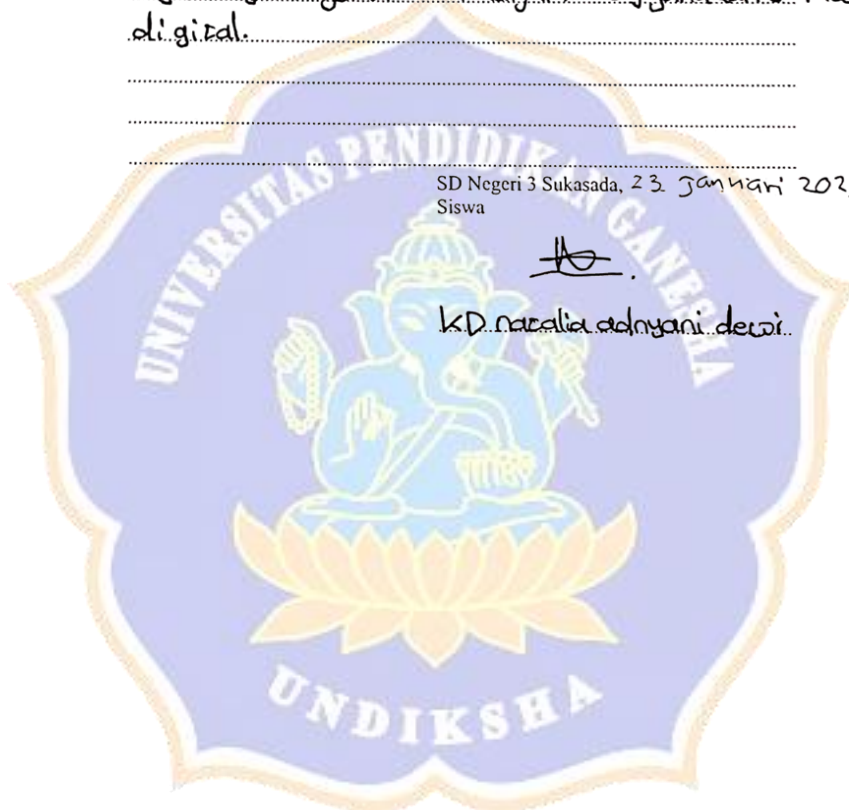 digital.
SD Negeri 3 Sukasada, 23 Januari 202
Siswa
KD natalia adnyani dewi
UNIVERSITAS PENDIDIKAN GANESHA
UNDIKSHA